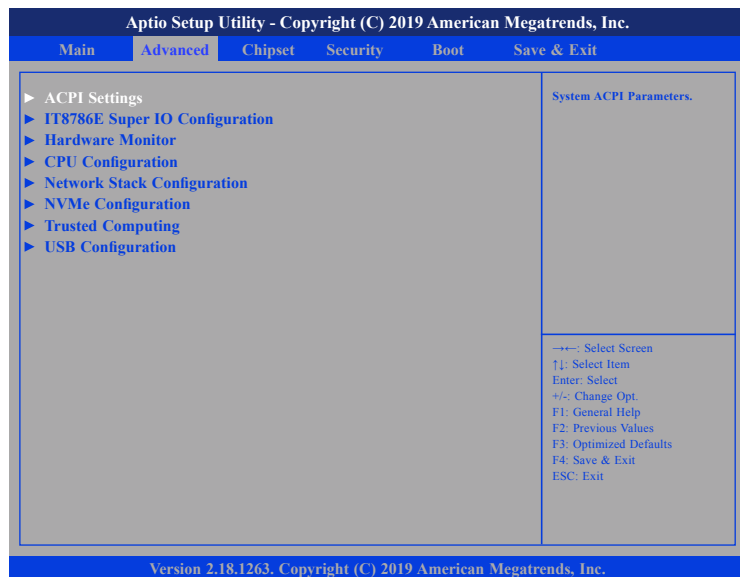 Aptio Setup Utility - Copyright (C) 2019 American Megatrends, Inc.
Main Advanced Chipset Security Boot Save & Exit
► ACPI Settings
► IT8786E Super IO Configuration
► Hardware Monitor
► CPU Configuration
► Network Stack Configuration
► NVMe Configuration
► Trusted Computing
► USB Configuration
System ACPI Parameters.
→←: Select Screen
↑↓: Select Item
Enter: Select
+/-: Change Opt.
F1: General Help
F2: Previous Values
F3: Optimized Defaults
F4: Save & Exit
ESC: Exit
Version 2.18.1263. Copyright (C) 2019 American Megatrends, Inc.